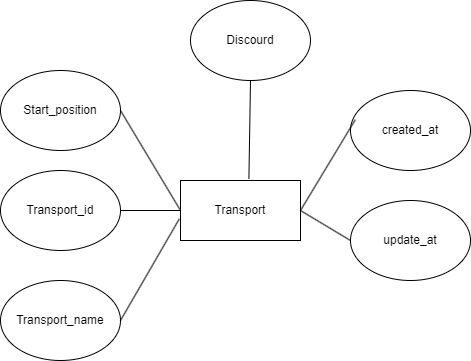 Discourd
Start_position
created_at
Transport_id
Transport
update_at
Transport_name